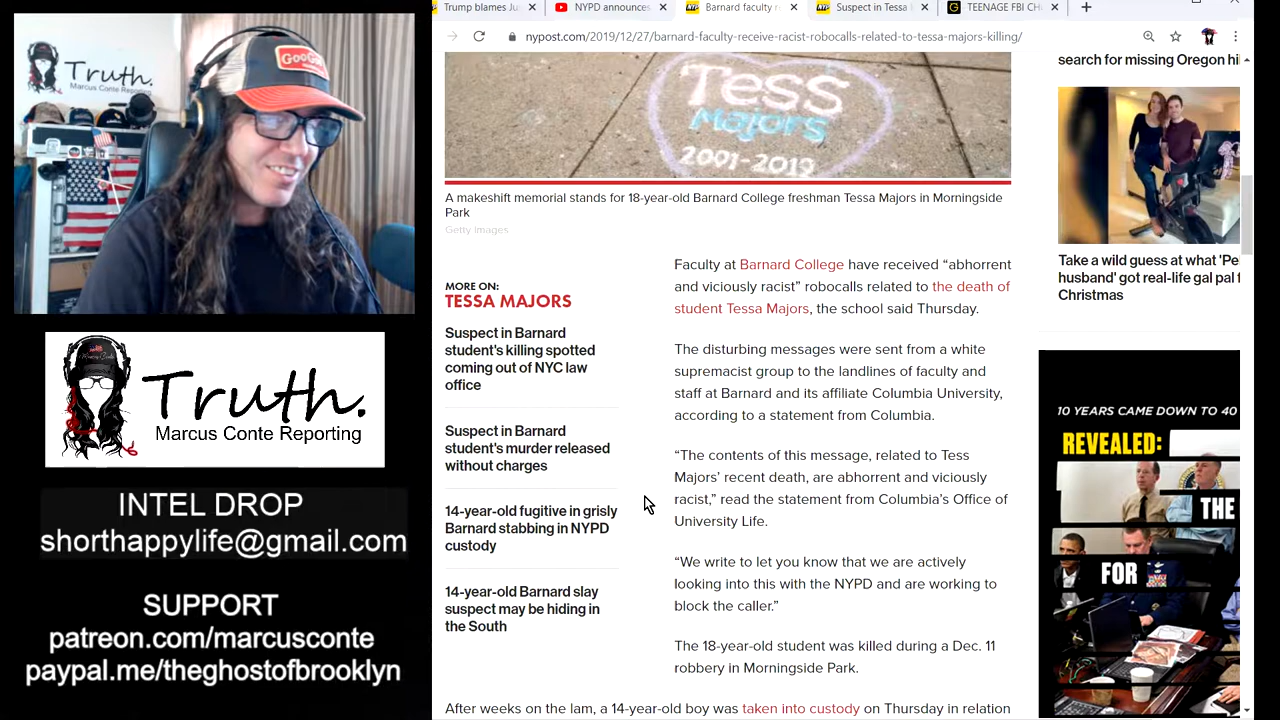 Trump blames Ju
NYPD announces
Barnard faculty r
Suspect in Tessa
TEENAGE FBI CH
nypost.com/2019/12/27/barnard-faculty-receive-racist-robocalls-related-to-tessa-majors-killing/
Truth.
Marcus Conte Reporting
Tess
Majors
2001-2019
A makeshift memorial stands for 18-year-old Barnard College freshman Tessa Majors in Morningside
Park
Getty Images
MORE ON:
TESSA MAJORS
Suspect in Barnard
student's killing spotted
coming out of NYC law
office
Suspect in Barnard
student's murder released
without charges
14-year-old fugitive in grisly
Barnard stabbing in NYPD
custody
14-year-old Barnard slay
suspect may be hiding in
the South
Faculty at Barnard College have received “abhorrent
and viciously racist” robocalls related to the death of
student Tessa Majors, the school said Thursday.
The disturbing messages were sent from a white
supremacist group to the landlines of faculty and
staff at Barnard and its affiliate Columbia University,
according to a statement from Columbia.
“The contents of this message, related to Tess
Majors’ recent death, are abhorrent and viciously
racist,” read the statement from Columbia’s Office of
University Life.
“We write to let you know that we are actively
looking into this with the NYPD and are working to
block the caller.”
The 18-year-old student was killed during a Dec. 11
robbery in Morningside Park.
After weeks on the lam, a 14-year-old boy was taken into custody on Thursday in relation
search for missing Oregon hi
Take a wild guess at what 'Pe
husband' got real-life gal pal f
Christmas
10 YEARS CAME DOWN TO 40
REVEALED:
THE
FOR
Truth.
Marcus Conte Reporting
INTEL DROP
shorthappylife@gmail.com
SUPPORT
patreon.com/marcusconte
paypal.me/theghostofbrooklyn